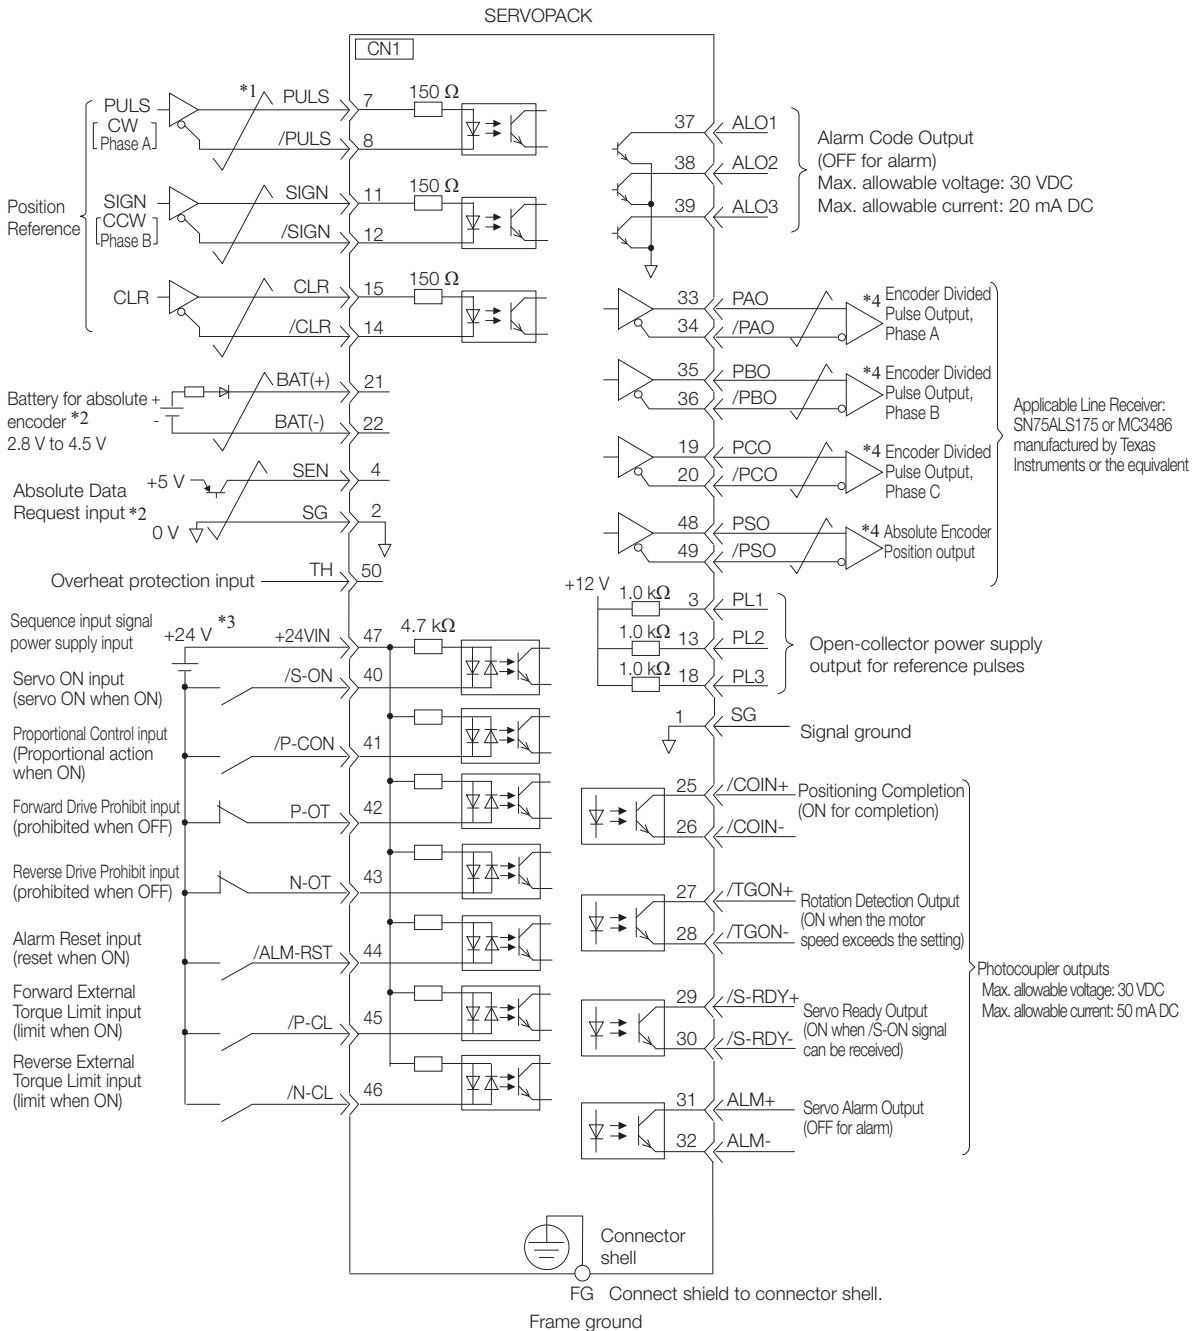 SERVOPACK
CN1
Position
Reference
PULS
CW
Phase A
*1
PULS
7
150 Ω
/PULS
8
SIGN
CCW
Phase B
SIGN
11
150 Ω
/SIGN
12
CLR
CLR
15
150 Ω
/CLR
14
Battery for absolute
encoder *2
2.8 V to 4.5 V
+
-
BAT(+)
21
BAT(-)
22
Absolute Data
Request input *2
+5 V
SEN
4
0 V
SG
2
Overheat protection input
TH
50
Sequence input signal
power supply input
+24 V
*3
+24VIN
47
4.7 kΩ
Servo ON input
(servo ON when ON)
/S-ON
40
Proportional Control input
(Proportional action
when ON)
/P-CON
41
Forward Drive Prohibit input
(prohibited when OFF)
P-OT
42
Reverse Drive Prohibit input
(prohibited when OFF)
N-OT
43
Alarm Reset input
(reset when ON)
/ALM-RST
44
Forward External
Torque Limit input
(limit when ON)
/P-CL
45
Reverse External
Torque Limit input
(limit when ON)
/N-CL
46
37
ALO1
38
ALO2
39
ALO3
Alarm Code Output
(OFF for alarm)
Max. allowable voltage: 30 VDC
Max. allowable current: 20 mA DC
33
PAO
34
/PAO
*4 Encoder Divided
Pulse Output,
Phase A
35
PBO
36
/PBO
*4 Encoder Divided
Pulse Output,
Phase B
19
PCO
20
/PCO
*4 Encoder Divided
Pulse Output,
Phase C
48
PSO
49
/PSO
*4 Absolute Encoder
Position output
Applicable Line Receiver:
SN75ALS175 or MC3486
manufactured by Texas
Instruments or the equivalent
+12 V
1.0 kΩ
3
PL1
1.0 kΩ
13
PL2
1.0 kΩ
18
PL3
Open-collector power supply
output for reference pulses
1
SG
Signal ground
25
/COIN+
26
/COIN-
Positioning Completion
(ON for completion)
27
/TGON+
28
/TGON-
Rotation Detection Output
(ON when the motor
speed exceeds the setting)
29
/S-RDY+
30
/S-RDY-
Servo Ready Output
(ON when /S-ON signal
can be received)
31
ALM+
32
ALM-
Servo Alarm Output
(OFF for alarm)
Photocoupler outputs
Max. allowable voltage: 30 VDC
Max. allowable current: 50 mA DC
Connector
shell
FG Connect shield to connector shell.
Frame ground